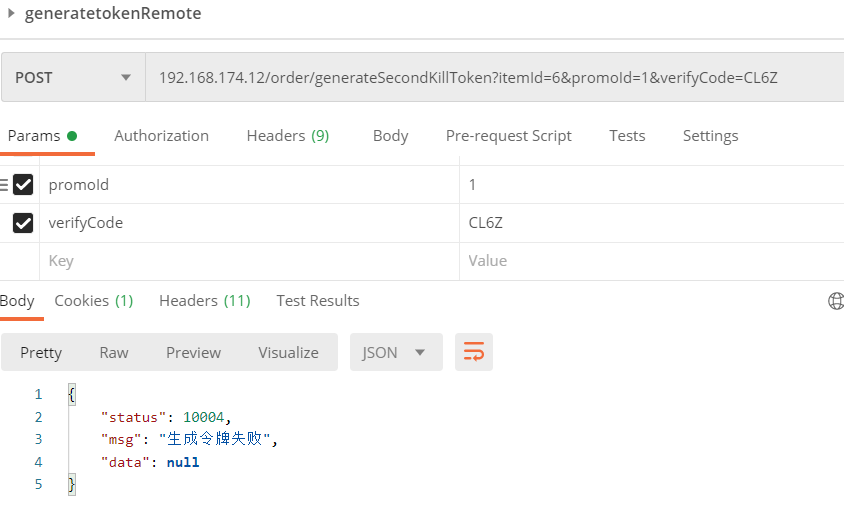 generatetokenRemote
POST 192.168.174.12/order/generateSecondKillToken?itemId=6&promoId=1&verifyCode=CL6Z
Params Authorization Headers (9) Body Pre-request Script Tests Settings
promoId 1
verifyCode CL6Z
Key Value
Body Cookies (1) Headers (11) Test Results
Pretty Raw Preview Visualize JSON
1 {
2 "status": 10004,
3 "msg": "生成令牌失败",
4 "data": null
5 }